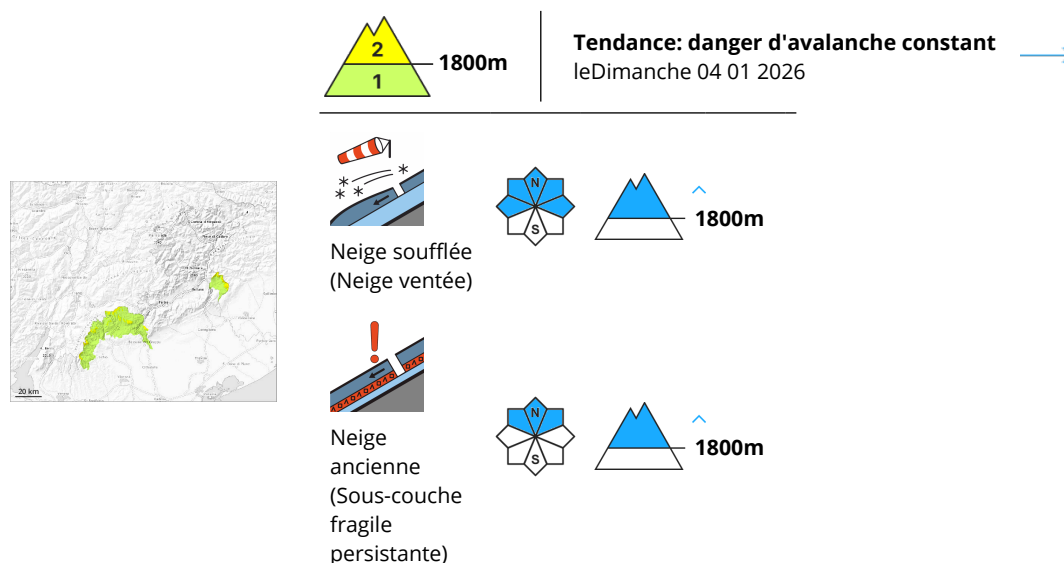 2
1
1800m
Tendance: danger d'avalanche constant
leDimanche 04 01 2026
N
S
1800m
Neige soufflée
(Neige ventée)
20 km
N
S
1800m
Neige
ancienne
(Sous-couche
fragile
persistante)